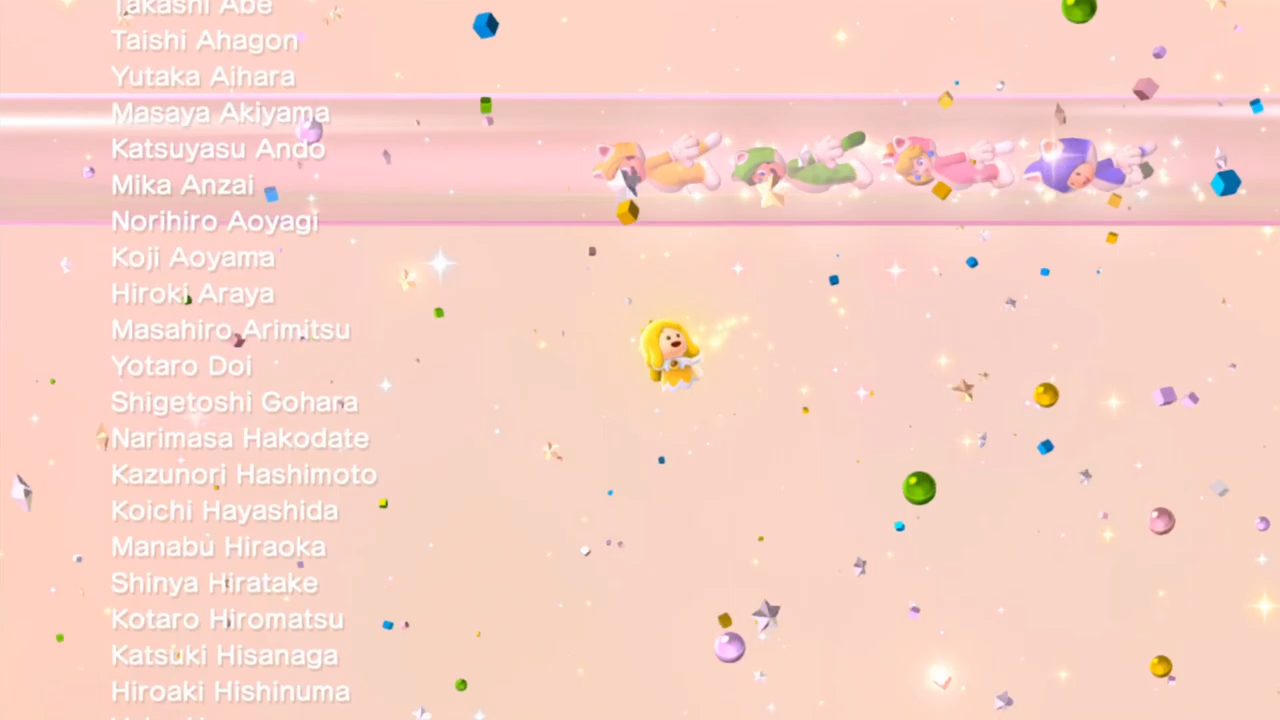 Takashi Abe
Taishi Ahagon
Yutaka Aihara
Masaya Akiyama
Katsuyasu Ando
Mika Anzai
Norihiro Aoyagi
Koji Aoyama
Hiroki Araya
Masahiro Arimitsu
Yotaro Doi
Shigetoshi Gohara
Narimasa Hakodate
Kazunori Hashimoto
Koichi Hayashida
Manabu Hiraoka
Shinya Hiratake
Kotaro Hiromatsu
Katsuki Hisanaga
Hiroaki Hishinuma